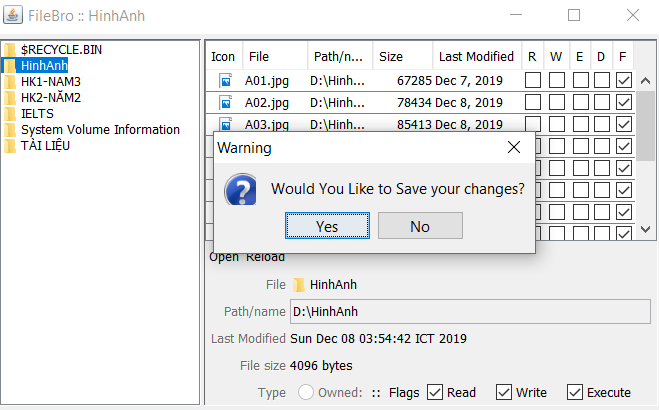 FileBro :: HinhAnh
$RECYCLE.BIN
HinhAnh
HK1-NAM3
HK2-NĂM2
IELTS
System Volume Information
TÀI LIỆU
Icon File Path/n... Size Last Modified R W E D F
A01.jpg D:\Hinh... 67285 Dec 7, 2019
A02.jpg D:\Hinh... 78434 Dec 8, 2019
A03.jpg D:\Hinh... 85413 Dec 8, 2019
Warning
Would You Like to Save your changes?
Yes No
Open Reload
File HinhAnh
Path/name D:\HinhAnh
Last Modified Sun Dec 08 03:54:42 ICT 2019
File size 4096 bytes
Type Owned: :: Flags Read Write Execute